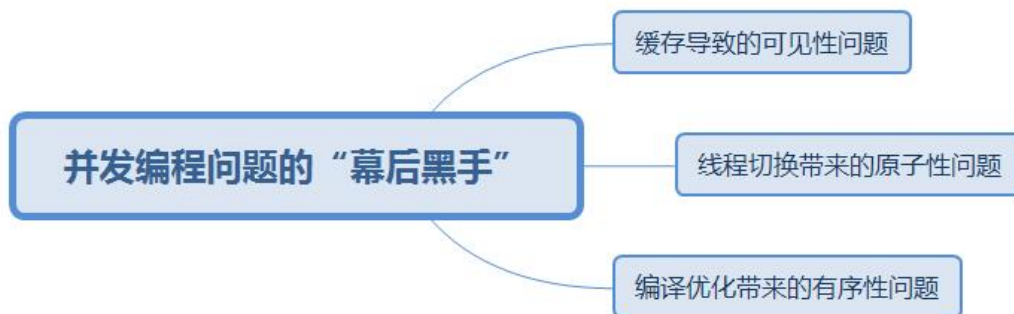 缓存导致的可见性问题
并发编程问题的“幕后黑手”
线程切换带来的原子性问题
编译优化带来的有序性问题